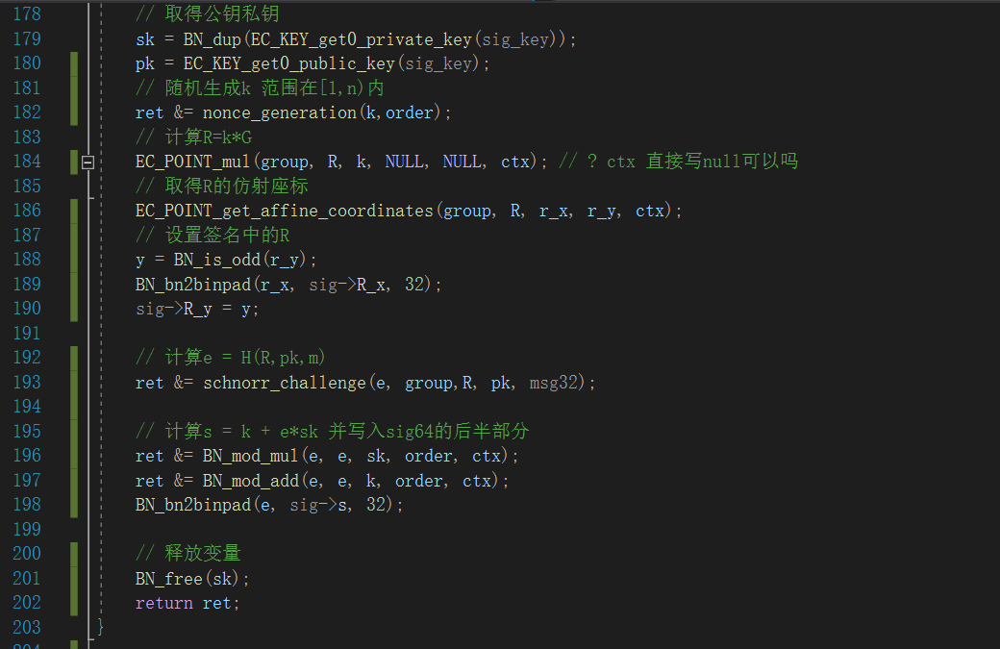 178 // 取得公钥私钥
179 sk = BN_dup(EC_KEY_get0_private_key(sig_key));
180 pk = EC_KEY_get0_public_key(sig_key);
181 // 随机生成k 范围在[1,n)内
182 ret &= nonce_generation(k,order);
183 // 计算R=k*G
184 EC_POINT_mul(group, R, k, NULL, NULL, ctx); // ? ctx 直接写null可以吗
185 // 取得R的仿射座标
186 EC_POINT_get_affine_coordinates(group, R, r_x, r_y, ctx);
187 // 设置签名中的R
188 y = BN_is_odd(r_y);
189 BN_bn2binpad(r_x, sig->R_x, 32);
190 sig->R_y = y;
191
192 // 计算e = H(R,pk,m)
193 ret &= schnorr_challenge(e, group,R, pk, msg32);
194
195 // 计算s = k + e*sk 并写入sig64的后半部分
196 ret &= BN_mod_mul(e, e, sk, order, ctx);
197 ret &= BN_mod_add(e, e, k, order, ctx);
198 BN_bn2binpad(e, sig->s, 32);
199
200 // 释放变量
201 BN_free(sk);
202 return ret;
203 }